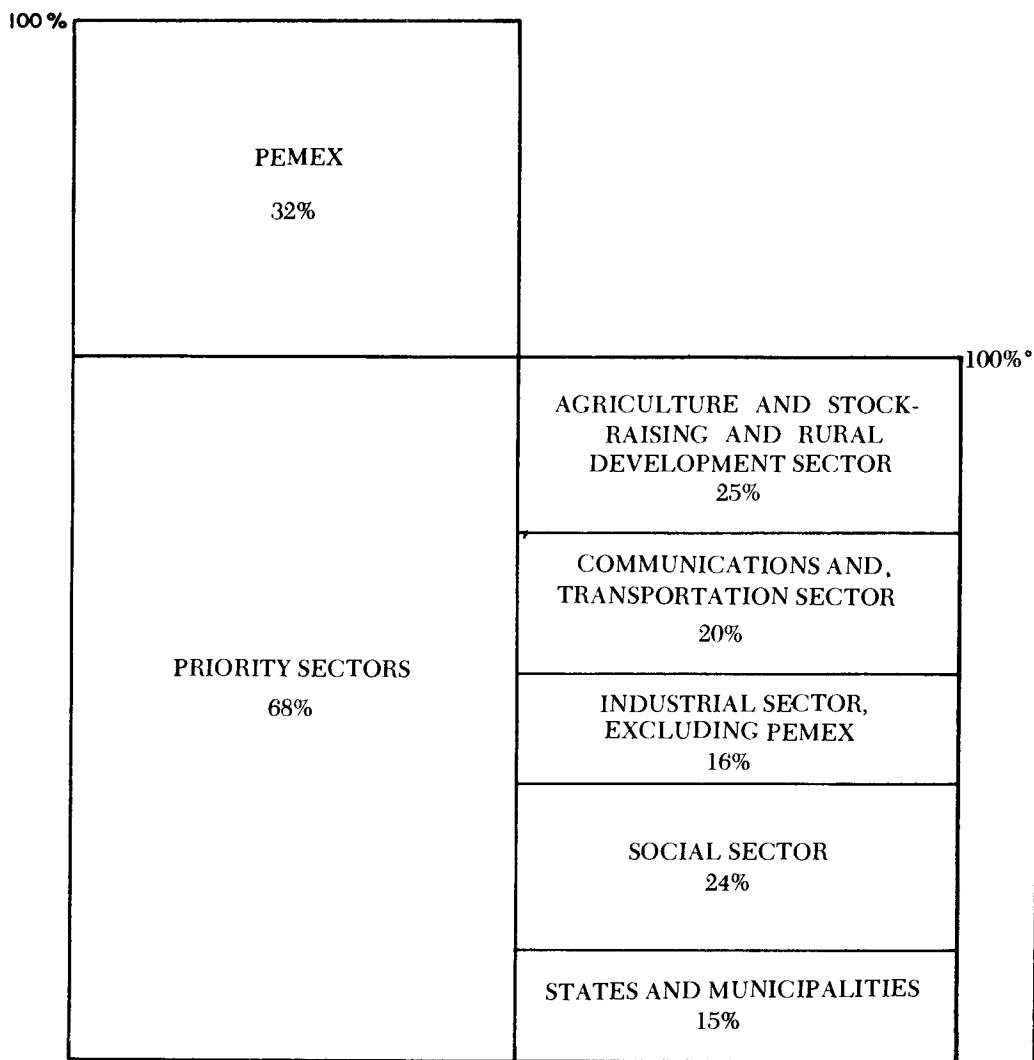 100%
PEMEX
32%
100%°
AGRICULTURE AND STOCK-
RAISING AND RURAL
DEVELOPMENT SECTOR
25%
COMMUNICATIONS AND,
TRANSPORTATION SECTOR
20%
PRIORITY SECTORS
68%
INDUSTRIAL SECTOR,
EXCLUDING PEMEX
16%
SOCIAL SECTOR
24%
STATES AND MUNICIPALITIES
15%